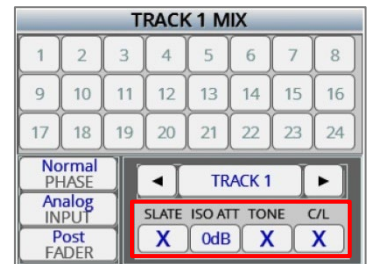 TRACK 1 MIX
1 2 3 4 5 6 7 8
9 10 11 12 13 14 15 16
17 18 19 20 21 22 23 24
Normal
PHASE
Analog
INPUT
Post
FADER
◄ TRACK 1 ►
SLATE ISO ATT TONE C/L
X 0dB X X